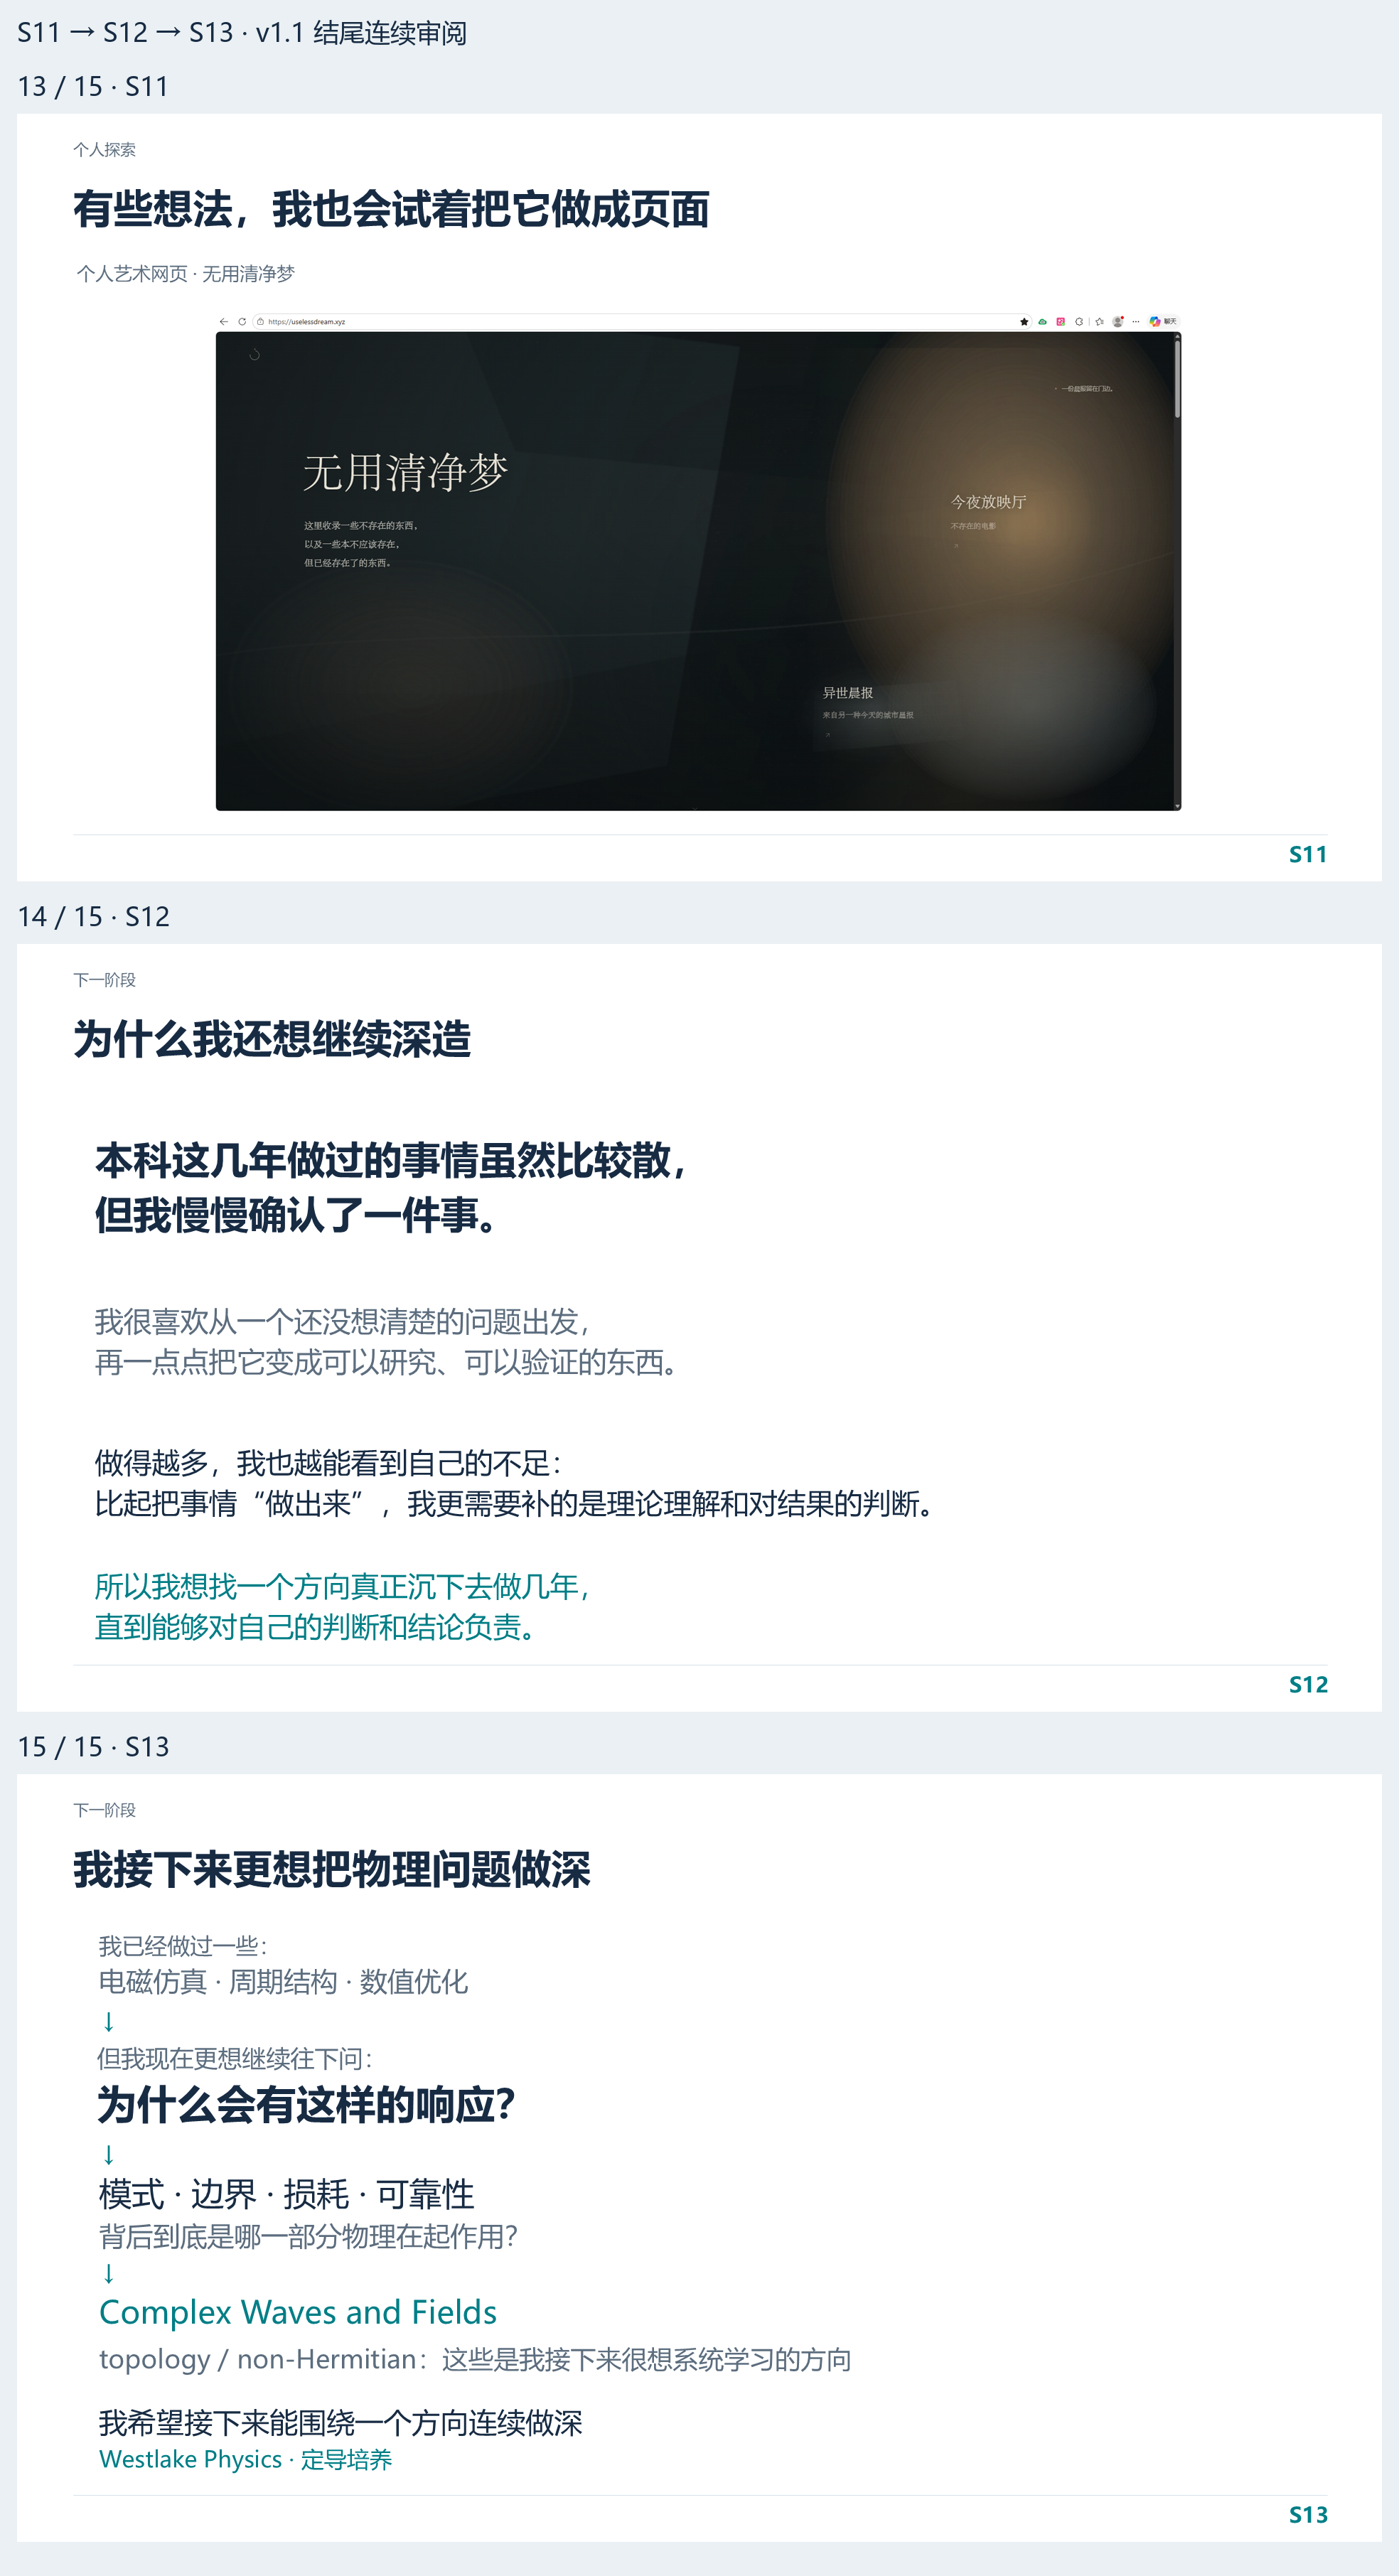 S11 → S12 → S13 · v1.1 结尾连续审阅
13 / 15 · S11
个人探索
有些想法，我也会试着把它做成页面
个人艺术网页 · 无用清净梦
https://uselessdream.xyz
聊天
无用清净梦
这里收录一些不存在的东西，
以及一些本不应该存在，
但已经存在了的东西。
今夜放映厅
不存在的电影
异世晨报
来自另一种今天的城市晨报
S11
14 / 15 · S12
下一阶段
为什么我还想继续深造
本科这几年做过的事情虽然比较散，
但我慢慢确认了一件事。
我很喜欢从一个还没想清楚的问题出发，
再一点点把它变成可以研究、可以验证的东西。
做得越多，我也越能看到自己的不足：
比起把事情“做出来”，我更需要补的是理论理解和对结果的判断。
所以我想找一个方向真正沉下去做几年，
直到能够对自己的判断和结论负责。
S12
15 / 15 · S13
下一阶段
我接下来更想把物理问题做深
我已经做过一些：
电磁仿真 · 周期结构 · 数值优化
↓
但我现在更想继续往下问：
为什么会有这样的响应？
↓
模式 · 边界 · 损耗 · 可靠性
背后到底是哪一部分物理在起作用？
↓
Complex Waves and Fields
topology / non-Hermitian：这些是我接下来很想系统学习的方向
我希望接下来能围绕一个方向连续做深
Westlake Physics · 定导培养
S13